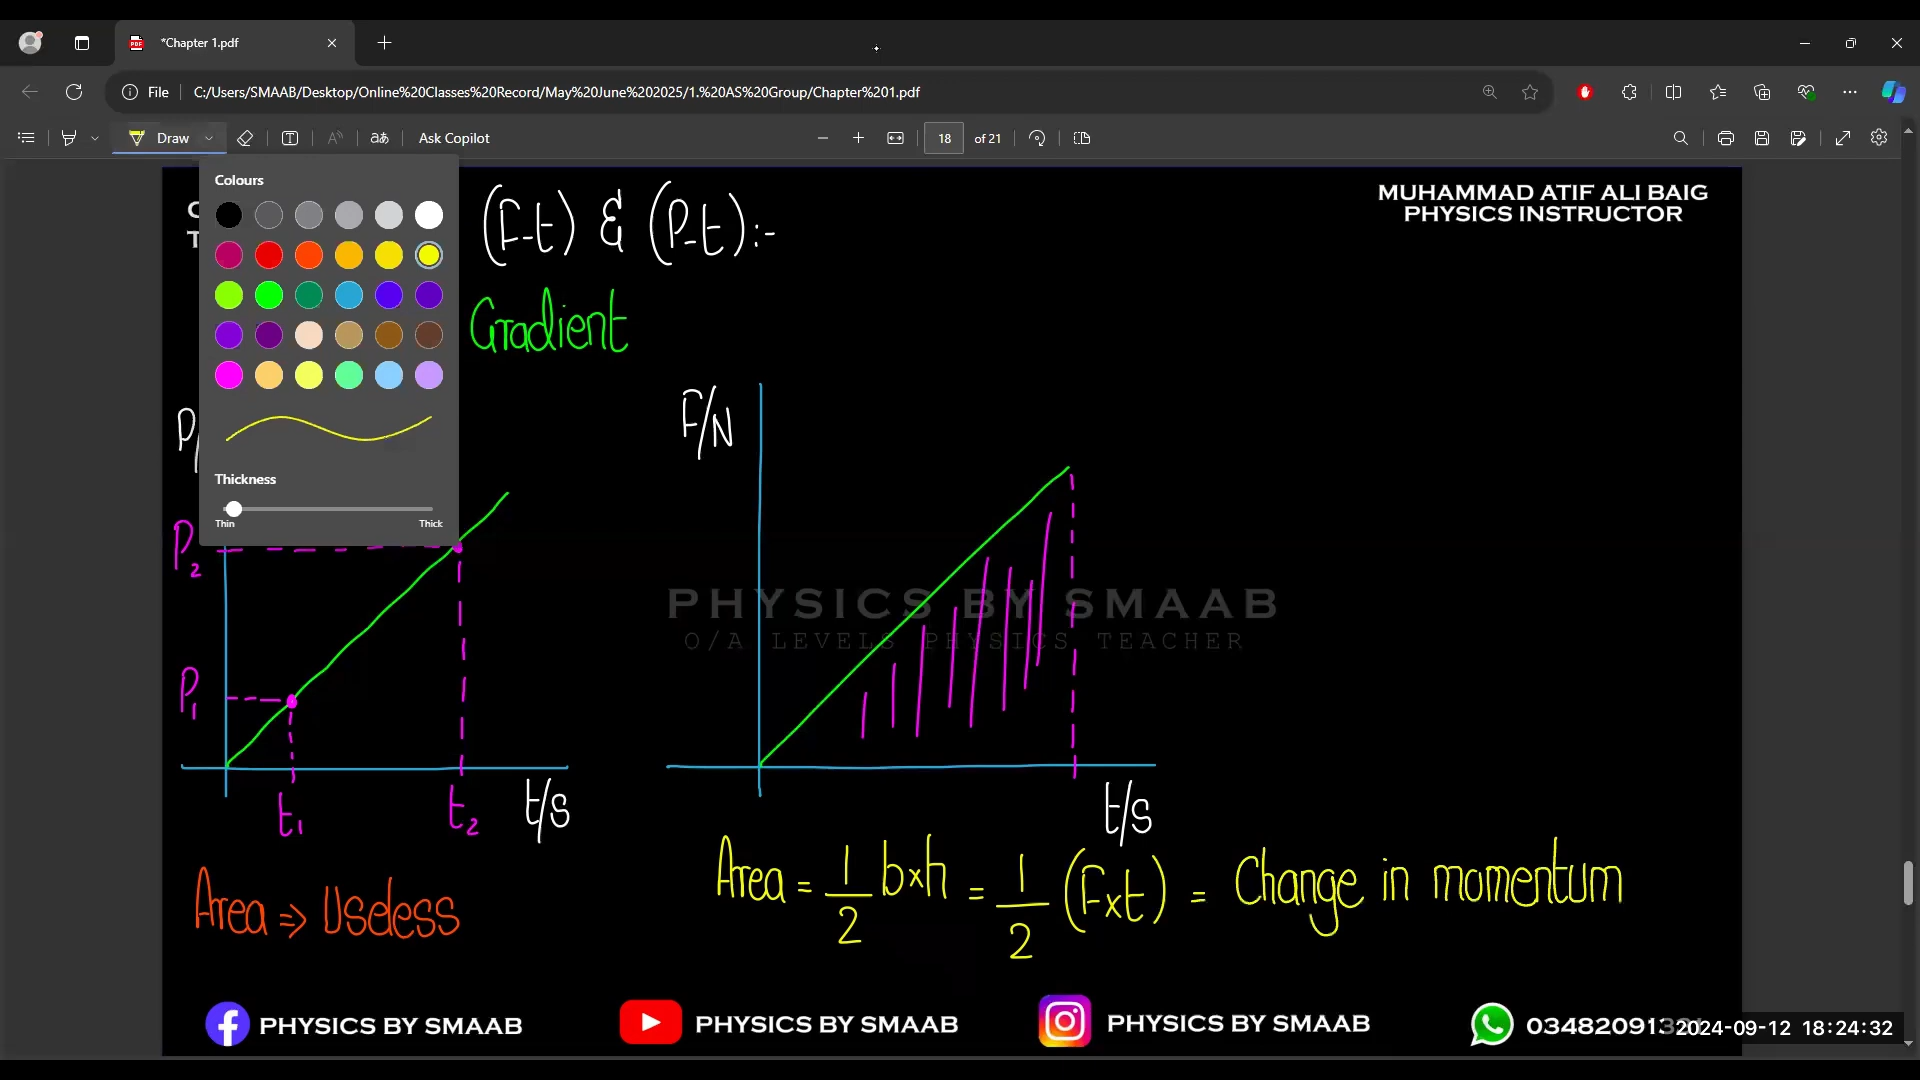 *Chapter 1.pdf
File
C:/Users/SMAAB/Desktop/Online%20Classes%20Record/May%20June%202025/1.%20AS%20Group/Chapter%201.pdf
Draw
Ask Copilot
18 of 21
Colours
Thickness
Thin
Thick
(F-t) & (P-t):-
MUHAMMAD ATIF ALI BAIG
PHYSICS INSTRUCTOR
Gradient
P/
P2
P1
t1
t2
t/s
F/N
t/s
PHYSICS BY SMAAB
O/A LEVELS PHYSICS TEACHER
Area = 1/2 b×h = 1/2 (F×t) = Change in momentum
Area => Useless
PHYSICS BY SMAAB
PHYSICS BY SMAAB
PHYSICS BY SMAAB
2024-09-12 18:24:32